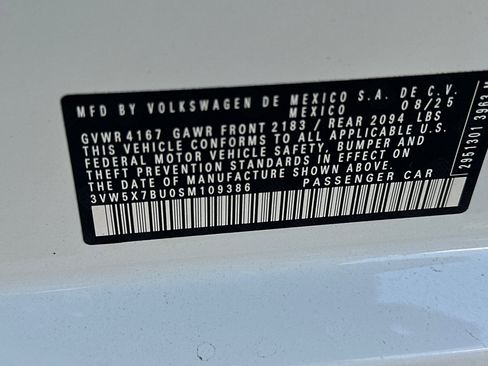 MFD BY VOLKSWAGEN DE MEXICO S.A. DE C.V.
MEXICO 08/25
GVWR 4167 GAWR FRONT 2183 / REAR 2094 LBS
THIS VEHICLE CONFORMS TO ALL APPLICABLE U.S.
FEDERAL MOTOR VEHICLE SAFETY, BUMPER AND
THEFT PREVENTION STANDARDS IN EFFECT ON
THE DATE OF MANUFACTURE SHOWN ABOVE.
3VW5X7BU0SM109386 PASSENGER CAR
2951301 3963 M